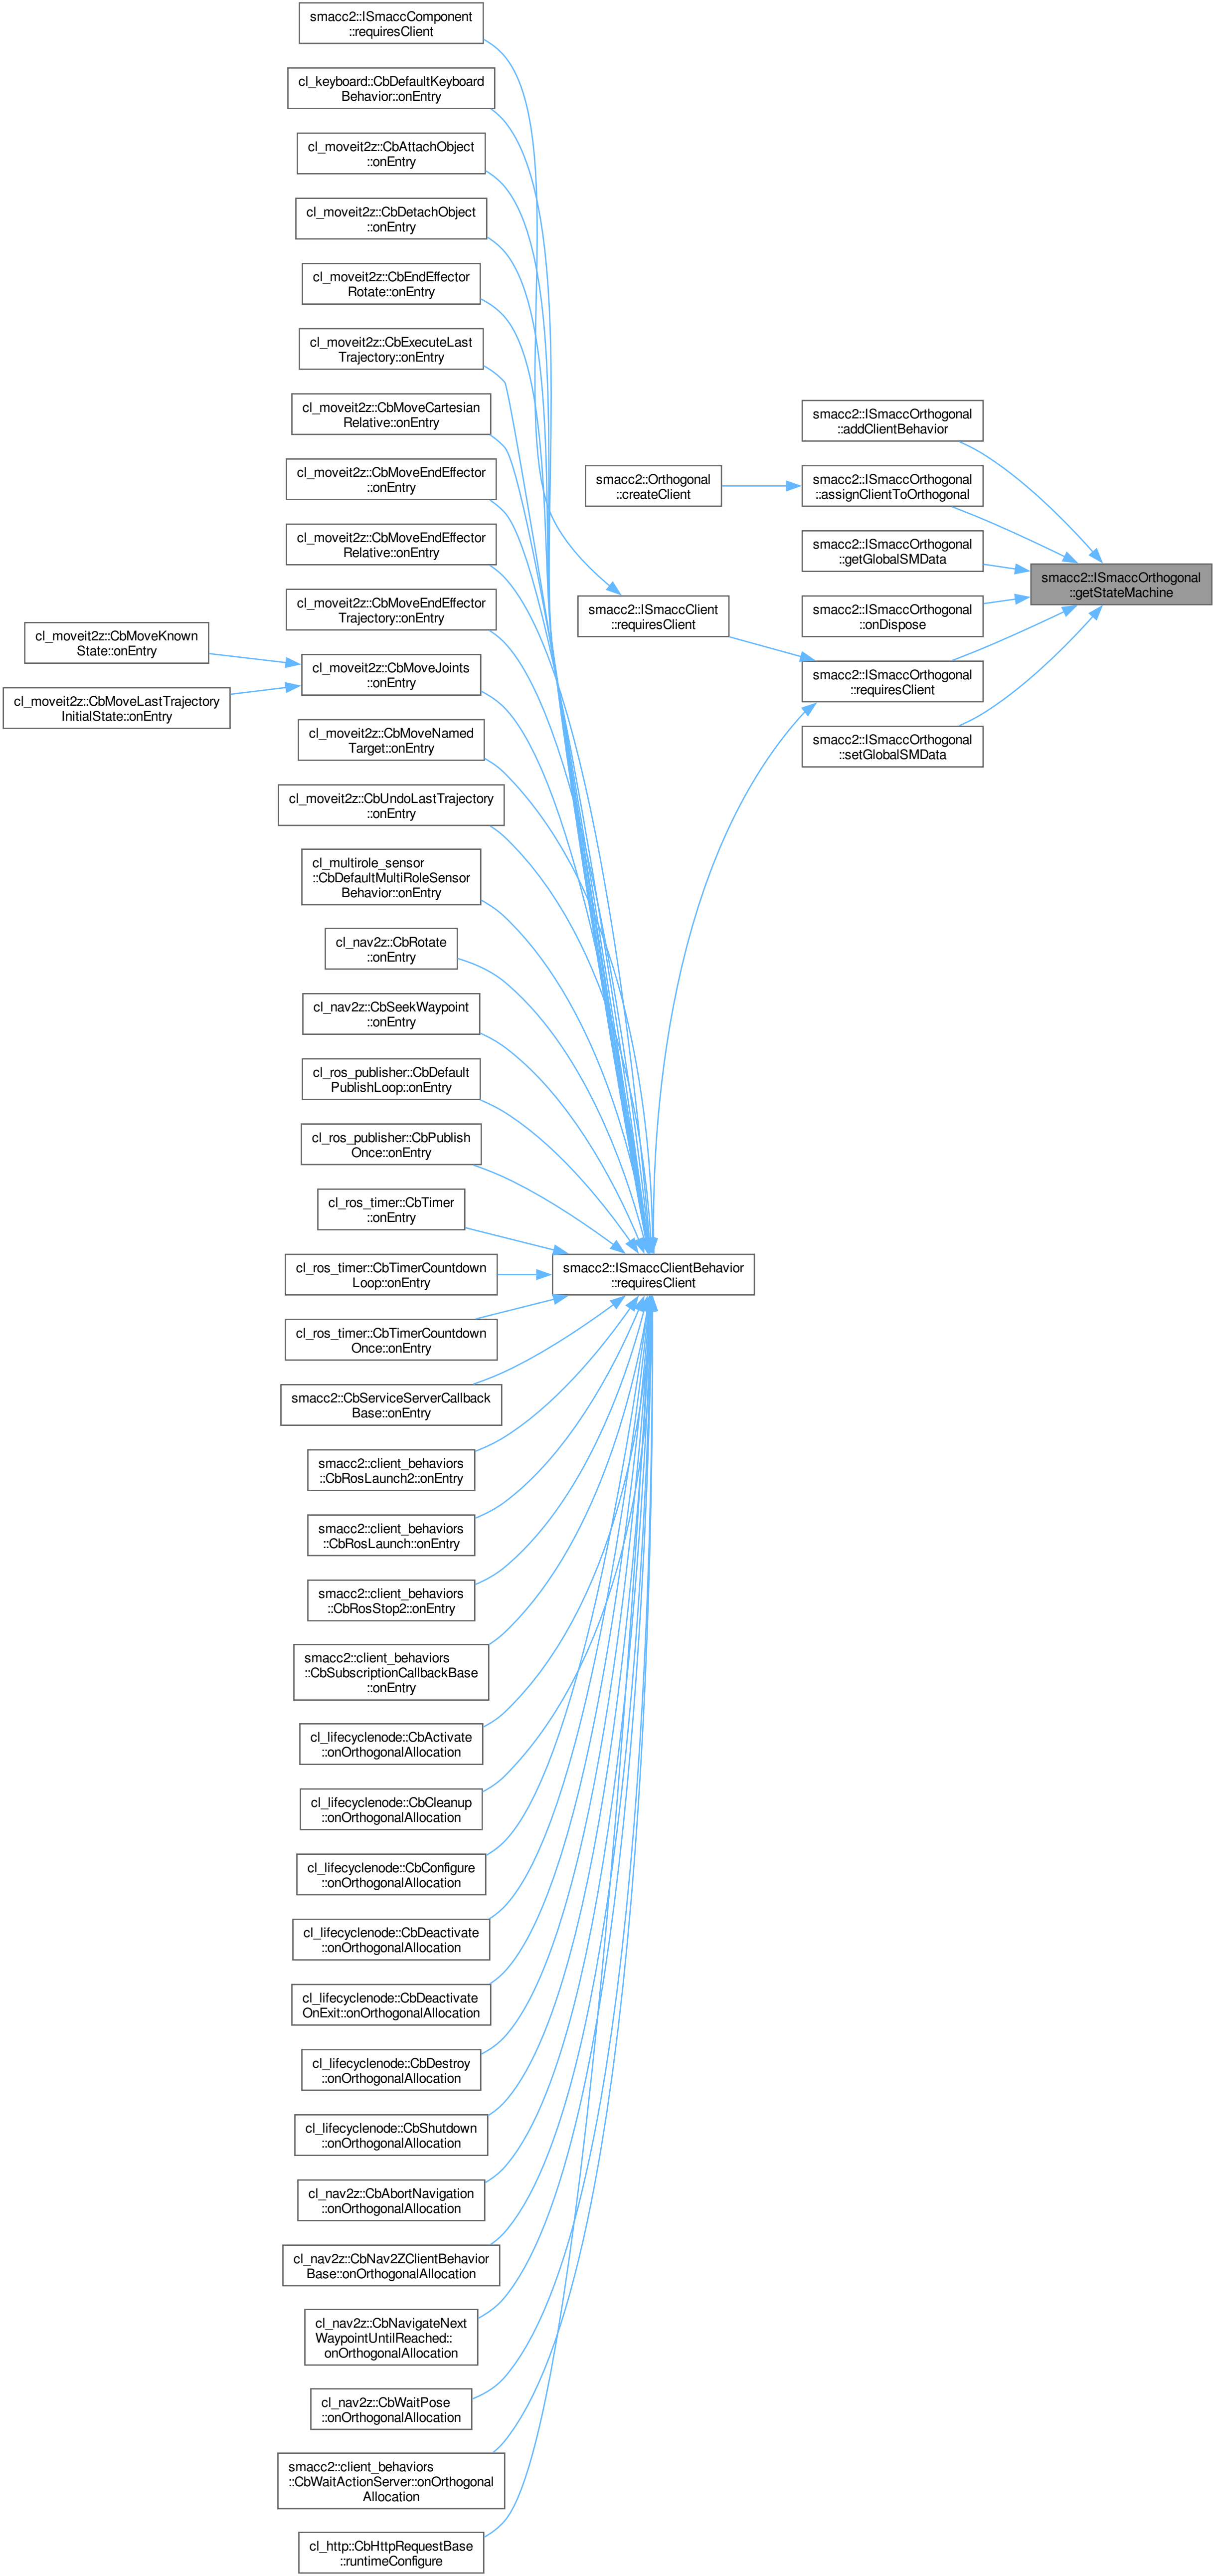 smacc2::ISmaccComponent
::requiresClient
cl_keyboard::CbDefaultKeyboard
Behavior::onEntry
cl_moveit2z::CbAttachObject
::onEntry
cl_moveit2z::CbDetachObject
::onEntry
cl_moveit2z::CbEndEffector
Rotate::onEntry
cl_moveit2z::CbExecuteLast
Trajectory::onEntry
cl_moveit2z::CbMoveCartesian
Relative::onEntry
cl_moveit2z::CbMoveEndEffector
::onEntry
cl_moveit2z::CbMoveEndEffector
Relative::onEntry
cl_moveit2z::CbMoveEndEffector
Trajectory::onEntry
cl_moveit2z::CbMoveKnown
State::onEntry
cl_moveit2z::CbMoveLastTrajectory
InitialState::onEntry
cl_moveit2z::CbMoveJoints
::onEntry
cl_moveit2z::CbMoveNamed
Target::onEntry
cl_moveit2z::CbUndoLastTrajectory
::onEntry
cl_multirole_sensor
::CbDefaultMultiRoleSensor
Behavior::onEntry
cl_nav2z::CbRotate
::onEntry
cl_nav2z::CbSeekWaypoint
::onEntry
cl_ros_publisher::CbDefault
PublishLoop::onEntry
cl_ros_publisher::CbPublish
Once::onEntry
cl_ros_timer::CbTimer
::onEntry
cl_ros_timer::CbTimerCountdown
Loop::onEntry
cl_ros_timer::CbTimerCountdown
Once::onEntry
smacc2::CbServiceServerCallback
Base::onEntry
smacc2::client_behaviors
::CbRosLaunch2::onEntry
smacc2::client_behaviors
::CbRosLaunch::onEntry
smacc2::client_behaviors
::CbRosStop2::onEntry
smacc2::client_behaviors
::CbSubscriptionCallbackBase
::onEntry
cl_lifecyclenode::CbActivate
::onOrthogonalAllocation
cl_lifecyclenode::CbCleanup
::onOrthogonalAllocation
cl_lifecyclenode::CbConfigure
::onOrthogonalAllocation
cl_lifecyclenode::CbDeactivate
::onOrthogonalAllocation
cl_lifecyclenode::CbDeactivate
OnExit::onOrthogonalAllocation
cl_lifecyclenode::CbDestroy
::onOrthogonalAllocation
cl_lifecyclenode::CbShutdown
::onOrthogonalAllocation
cl_nav2z::CbAbortNavigation
::onOrthogonalAllocation
cl_nav2z::CbNav2ZClientBehavior
Base::onOrthogonalAllocation
cl_nav2z::CbNavigateNext
WaypointUntilReached::
onOrthogonalAllocation
cl_nav2z::CbWaitPose
::onOrthogonalAllocation
smacc2::client_behaviors
::CbWaitActionServer::onOrthogonal
Allocation
cl_http::CbHttpRequestBase
::runtimeConfigure
smacc2::Orthogonal
::createClient
smacc2::ISmaccClient
::requiresClient
smacc2::ISmaccClientBehavior
::requiresClient
smacc2::ISmaccOrthogonal
::addClientBehavior
smacc2::ISmaccOrthogonal
::assignClientToOrthogonal
smacc2::ISmaccOrthogonal
::getGlobalSMData
smacc2::ISmaccOrthogonal
::onDispose
smacc2::ISmaccOrthogonal
::requiresClient
smacc2::ISmaccOrthogonal
::setGlobalSMData
smacc2::ISmaccOrthogonal
::getStateMachine